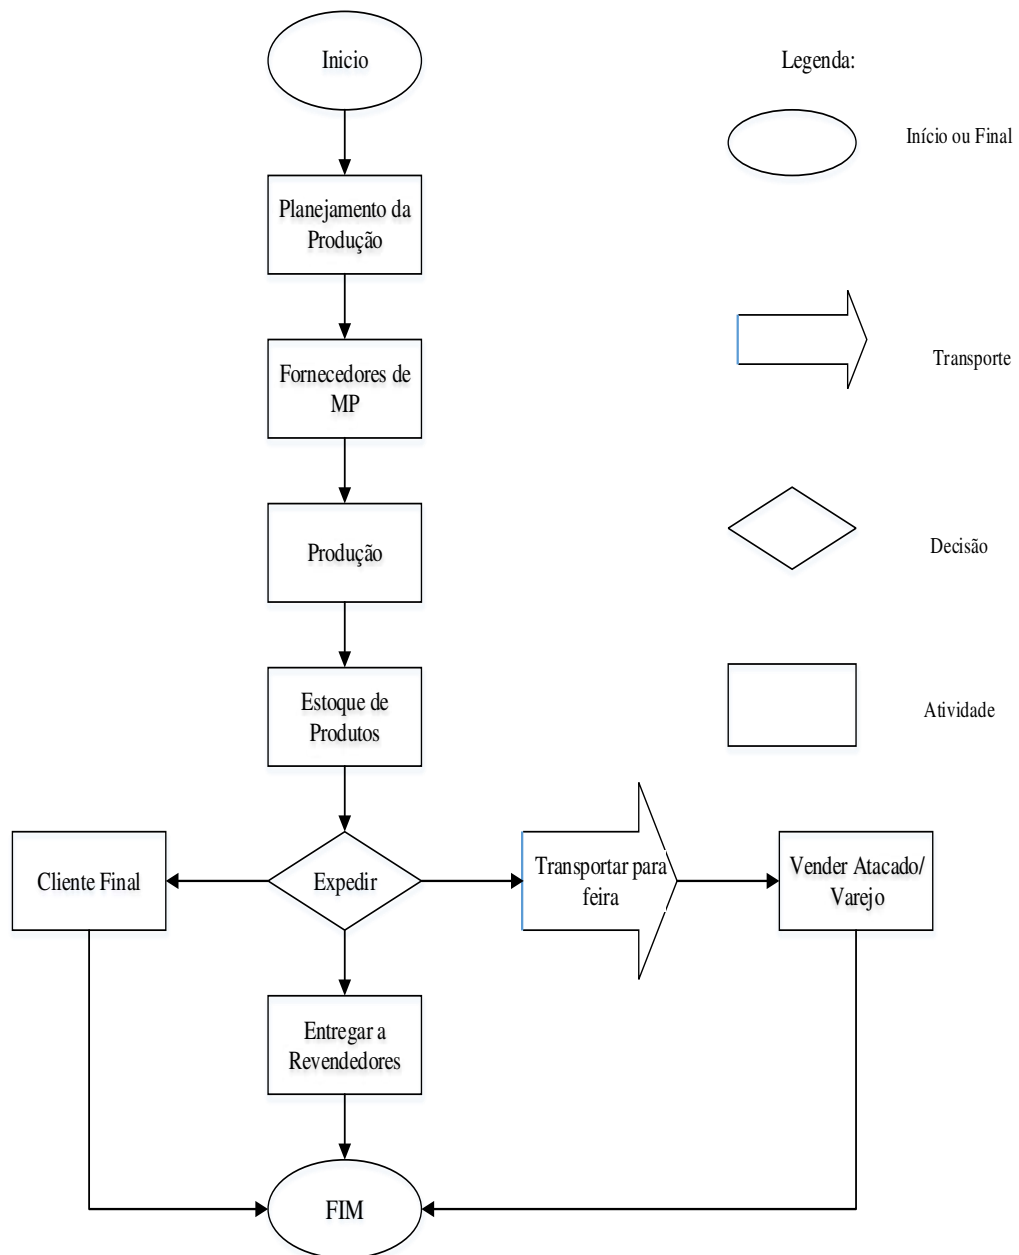 Inicio
Planejamento da
Produção
Fornecedores de
MP
Produção
Estoque de
Produtos
Cliente Final
Expedir
Transportar para
feira
Vender Atacado/
Varejo
Entregar a
Revendedores
FIM
Legenda:
Início ou Final
Transporte
Decisão
Atividade